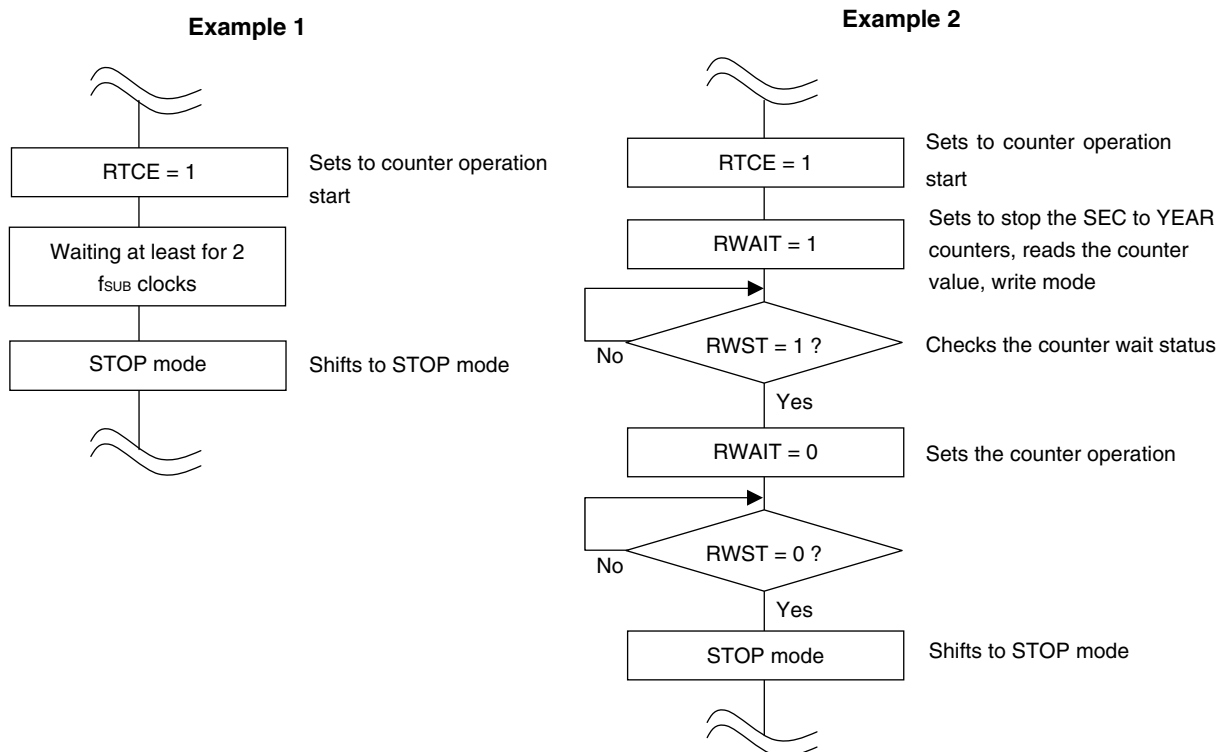 Example 1
RTCE = 1
Sets to counter operation
start
Waiting at least for 2
fSUB clocks
STOP mode
Shifts to STOP mode
Example 2
RTCE = 1
Sets to counter operation
start
RWAIT = 1
Sets to stop the SEC to YEAR
counters, reads the counter
value, write mode
No
RWST = 1 ?
Checks the counter wait status
Yes
RWAIT = 0
Sets the counter operation
No
RWST = 0 ?
Yes
STOP mode
Shifts to STOP mode